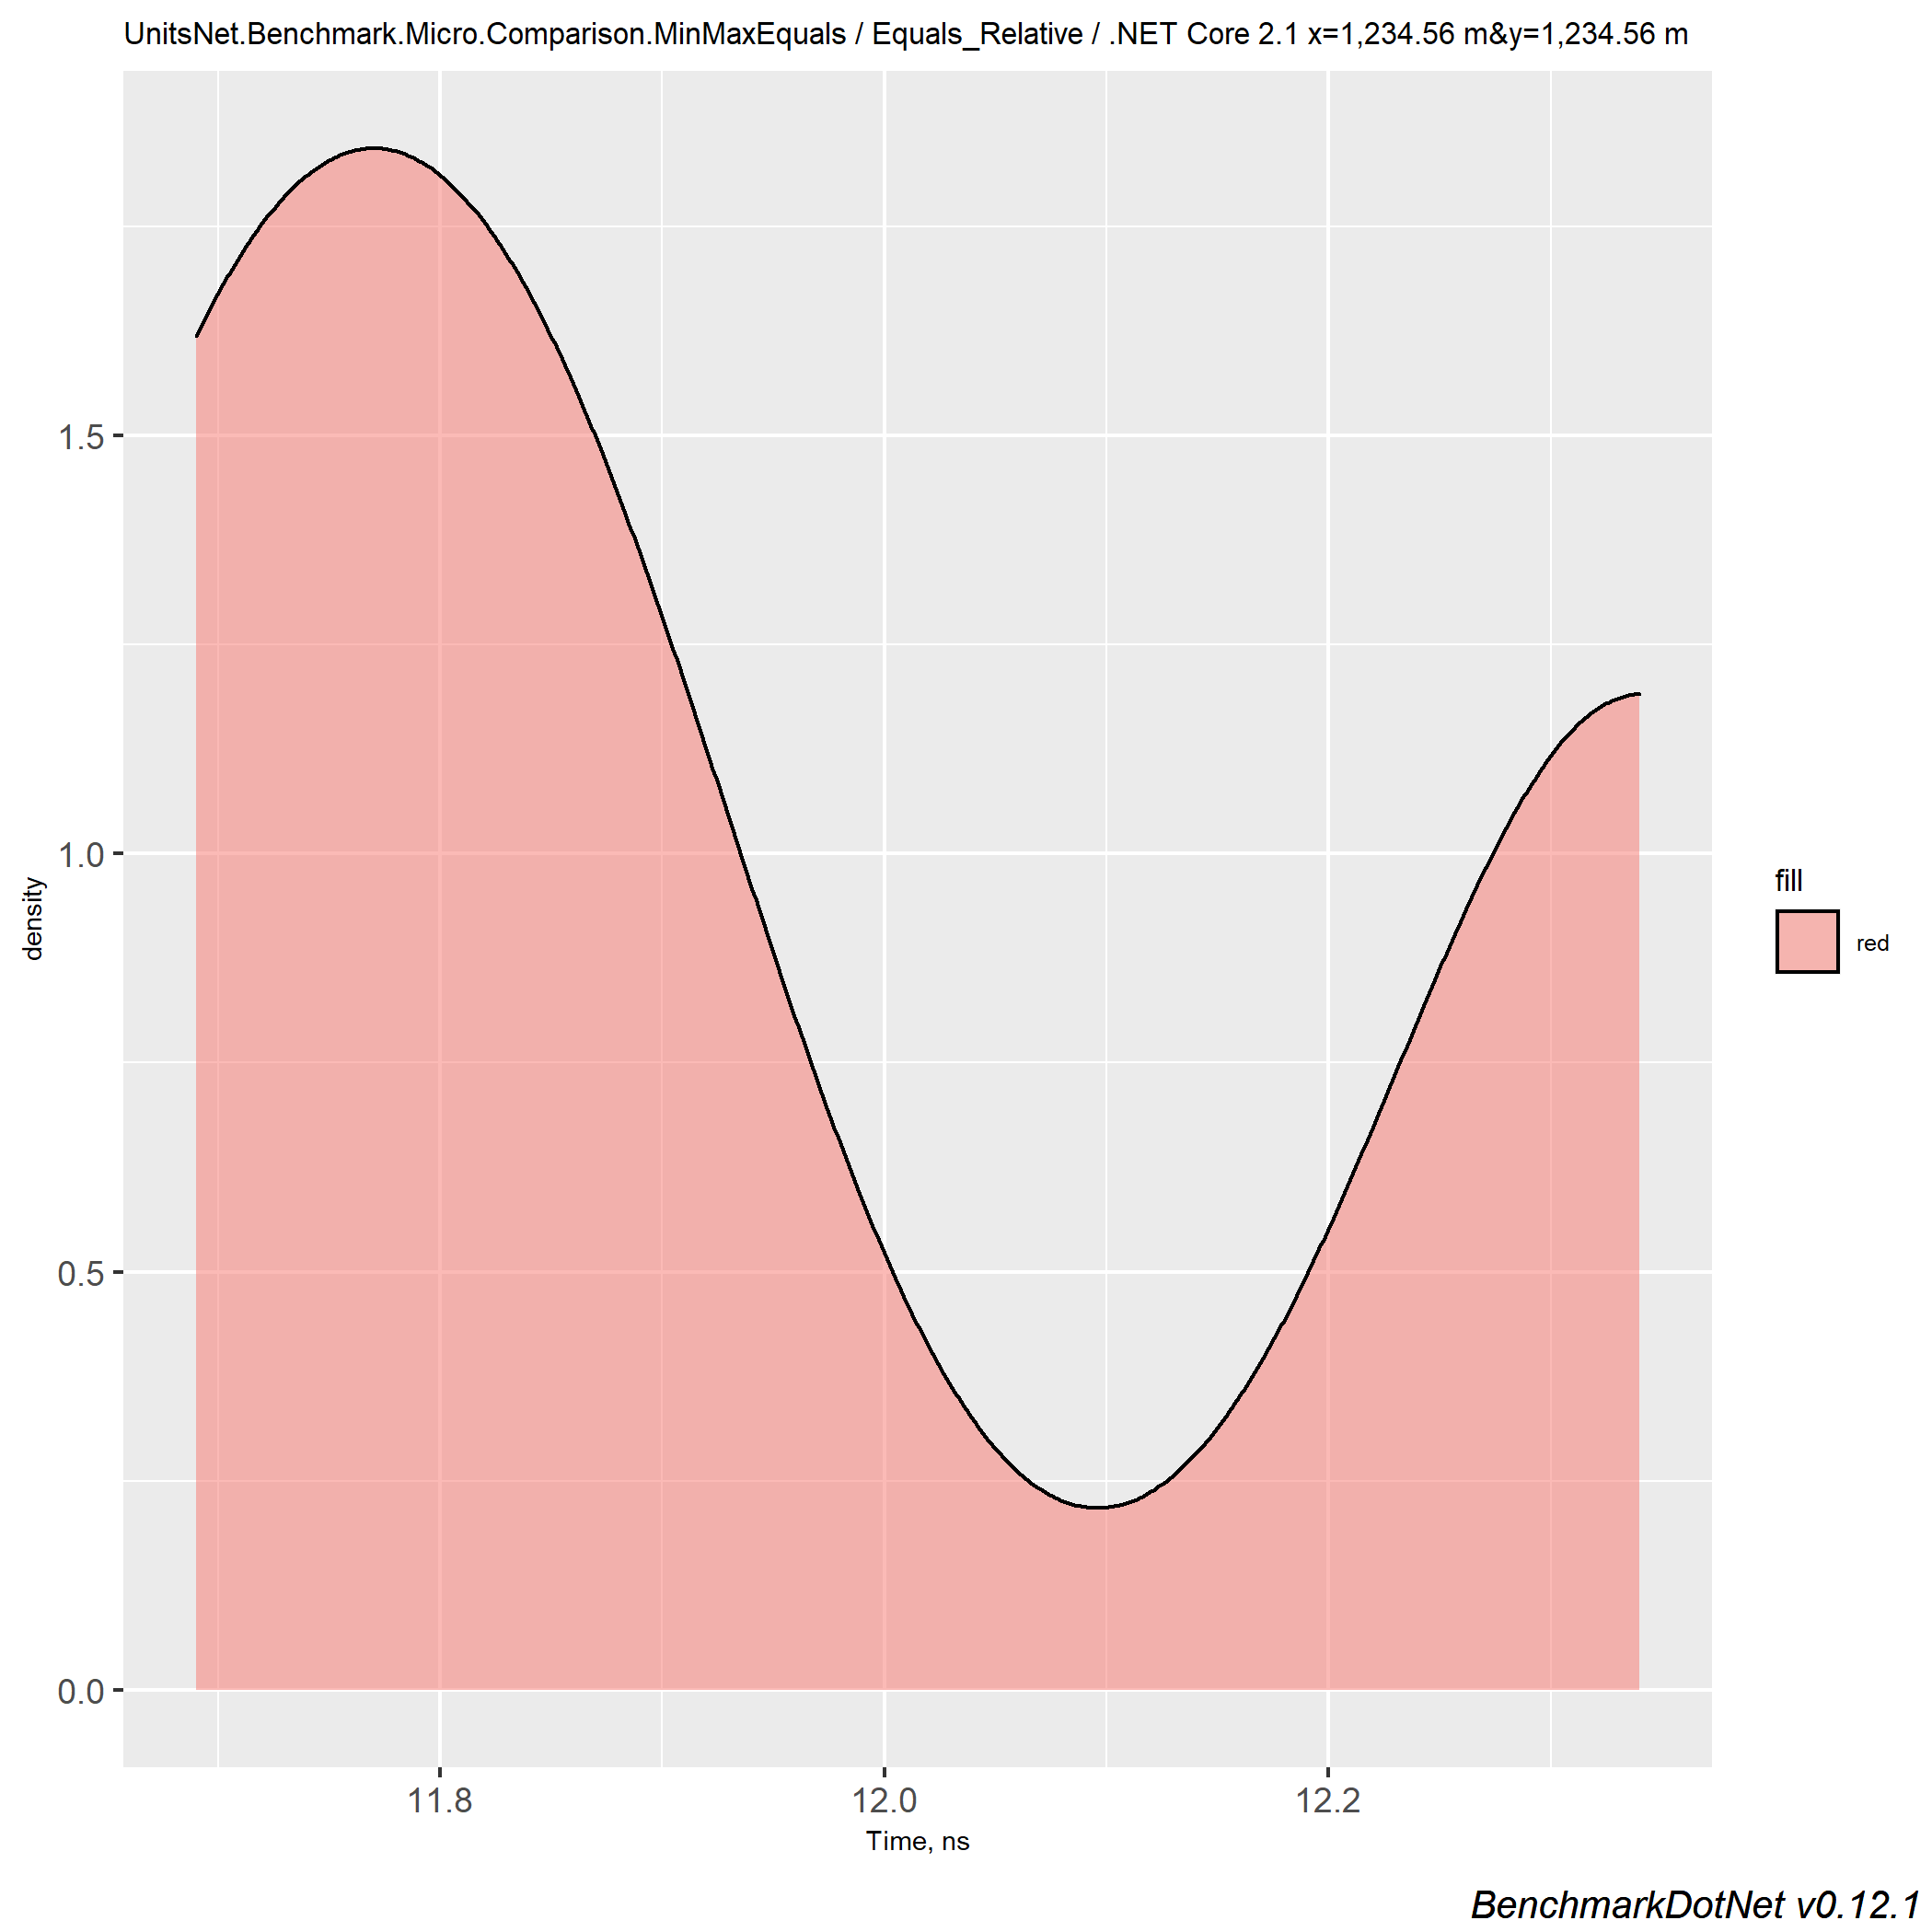 UnitsNet.Benchmark.Micro.Comparison.MinMaxEquals / Equals_Relative / .NET Core 2.1 x=1,234.56 m&y=1,234.56 m
1.5
1.0
0.5
0.0
density
11.8 12.0 12.2
Time, ns
fill
red
BenchmarkDotNet v0.12.1